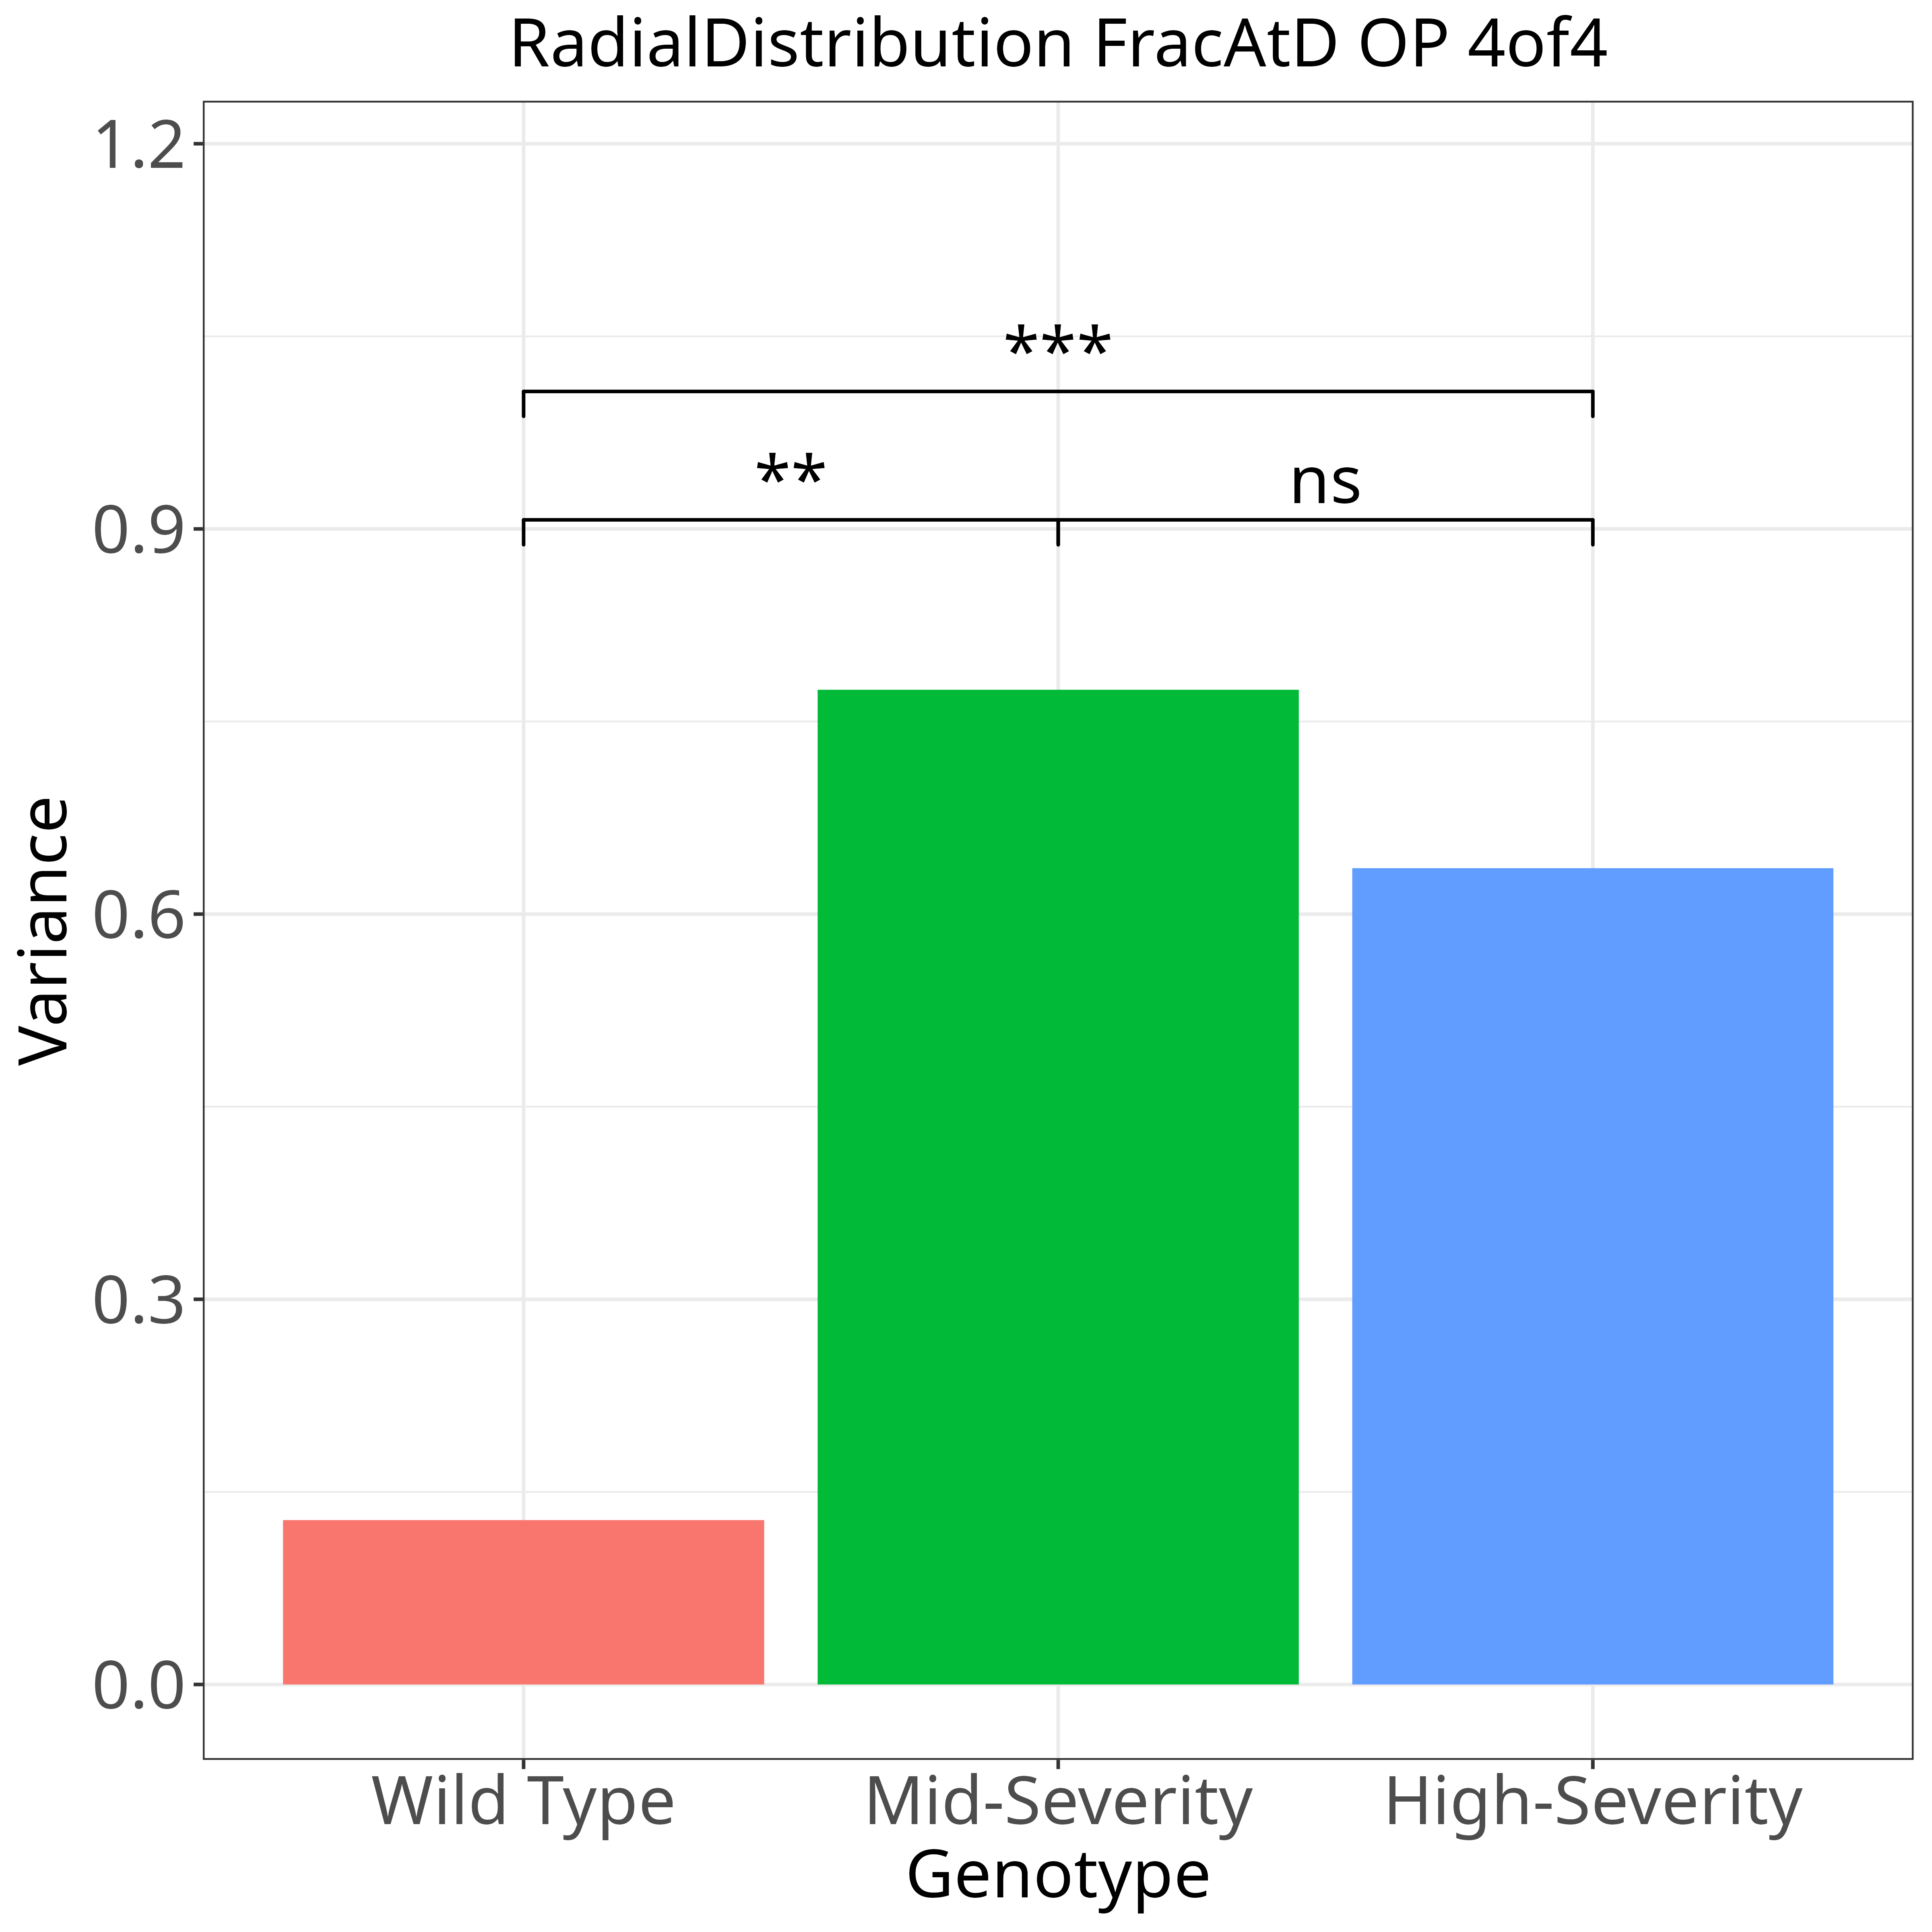 RadialDistribution FracAtD OP 4of4
1.2
0.9
0.6
0.3
0.0
***
**
ns
Variance
Wild Type
Mid-Severity
High-Severity
Genotype